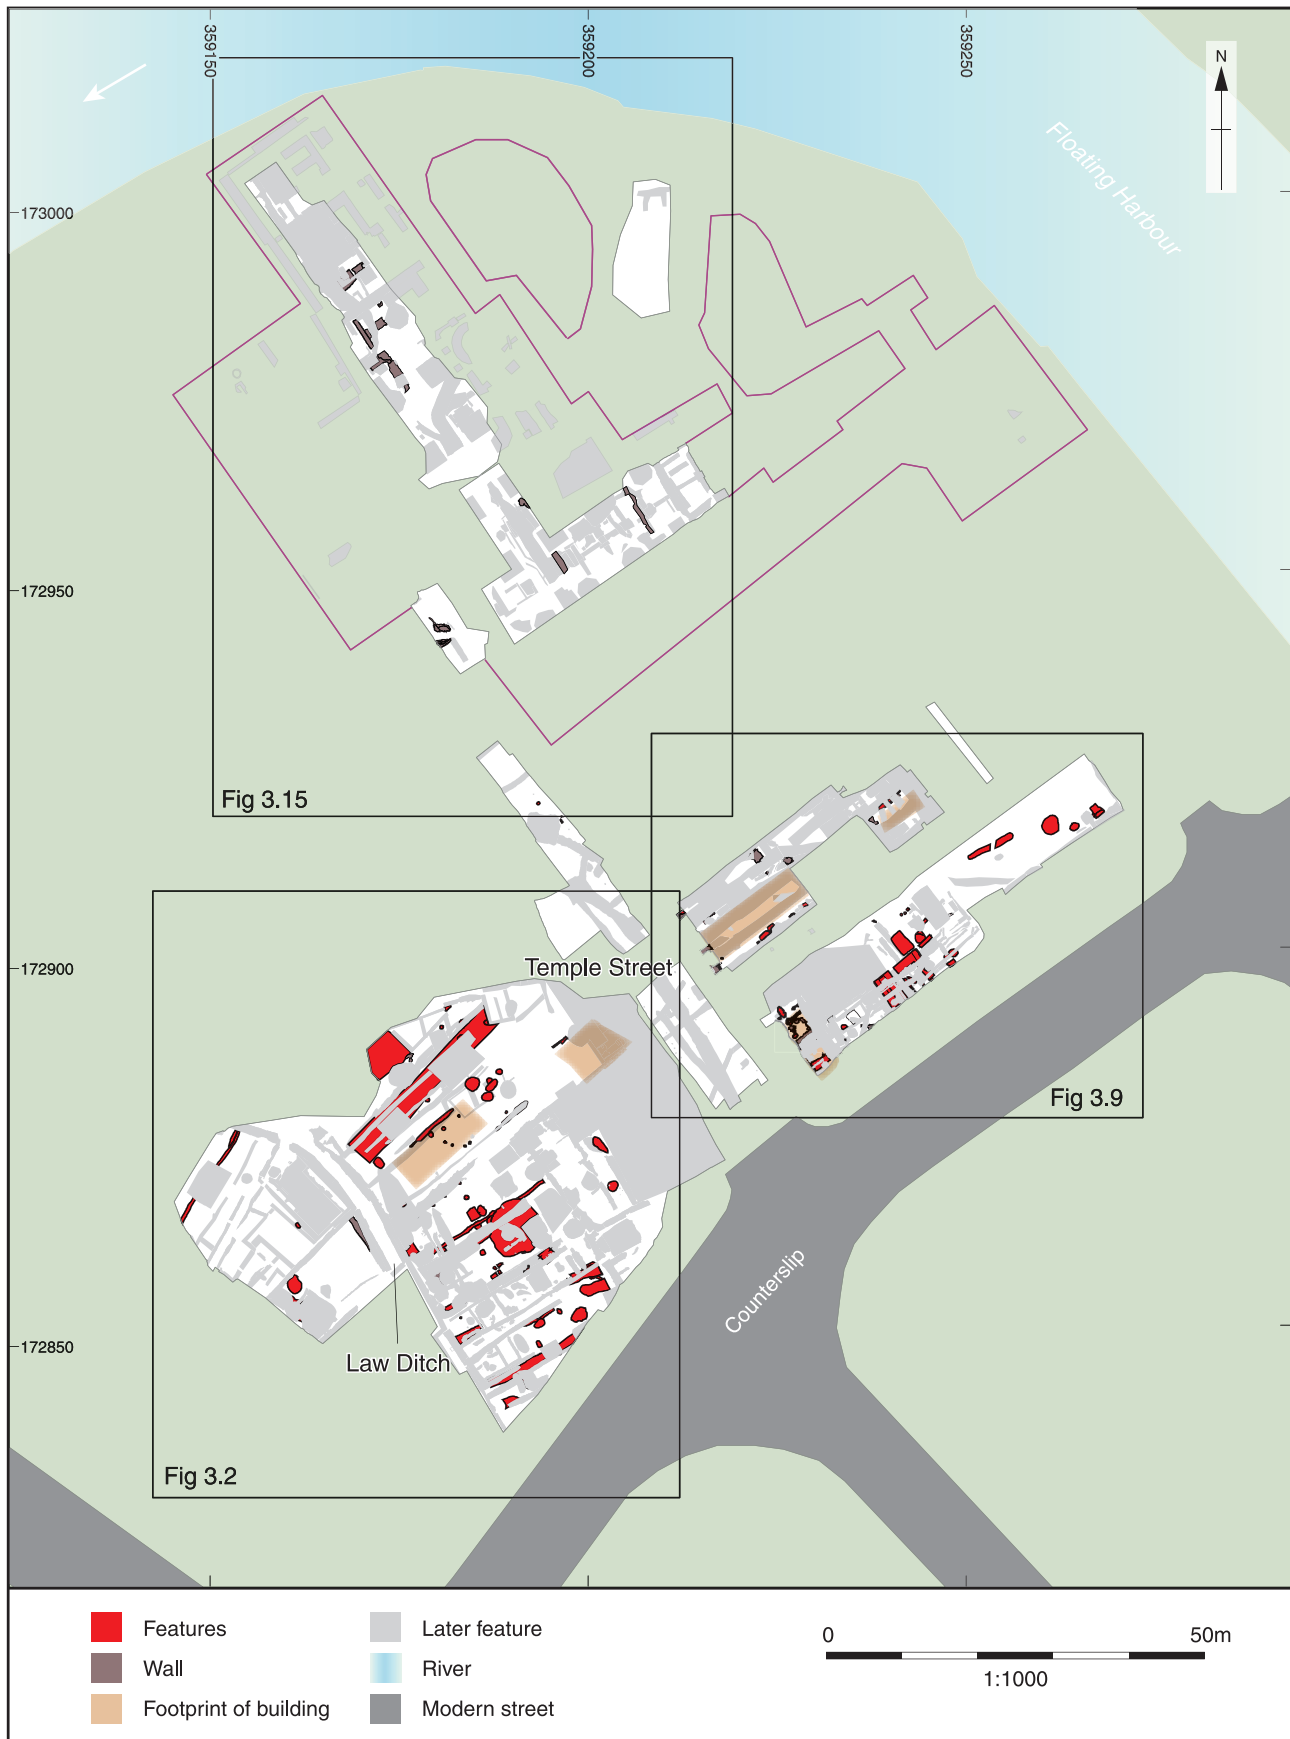 359150
359200
359250
N
Floating Harbour
173000
172950
Fig 3.15
Temple Street
172900
Fig 3.9
Counterslip
172850
Law Ditch
Fig 3.2
Features
Wall
Footprint of building
Later feature
River
Modern street
0 50m
1:1000